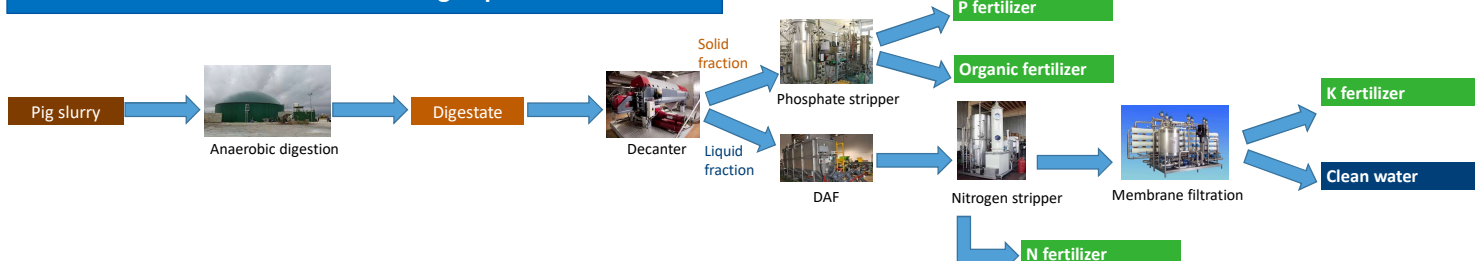 P fertilizer
Solid
fraction
Organic fertilizer
Phosphate stripper
K fertilizer
Pig slurry
Digestate
Anaerobic digestion
Decanter
Liquid
fraction
DAF
Nitrogen stripper
Membrane filtration
Clean water
N fertilizer